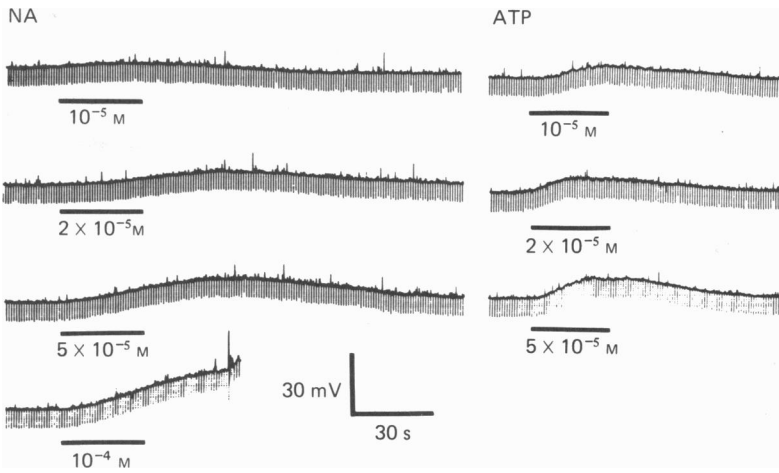 NA
ATP
10⁻⁵ M
10⁻⁵ M
2 × 10⁻⁵ M
2 × 10⁻⁵ M
5 × 10⁻⁵ M
5 × 10⁻⁵ M
30 mV
30 s
10⁻⁴ M